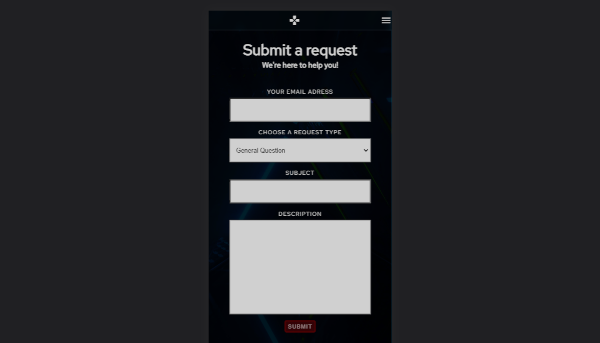 Submit a request
We're here to help you!
YOUR EMAIL ADRESS
CHOOSE A REQUEST TYPE
General Question
SUBJECT
DESCRIPTION
SUBMIT